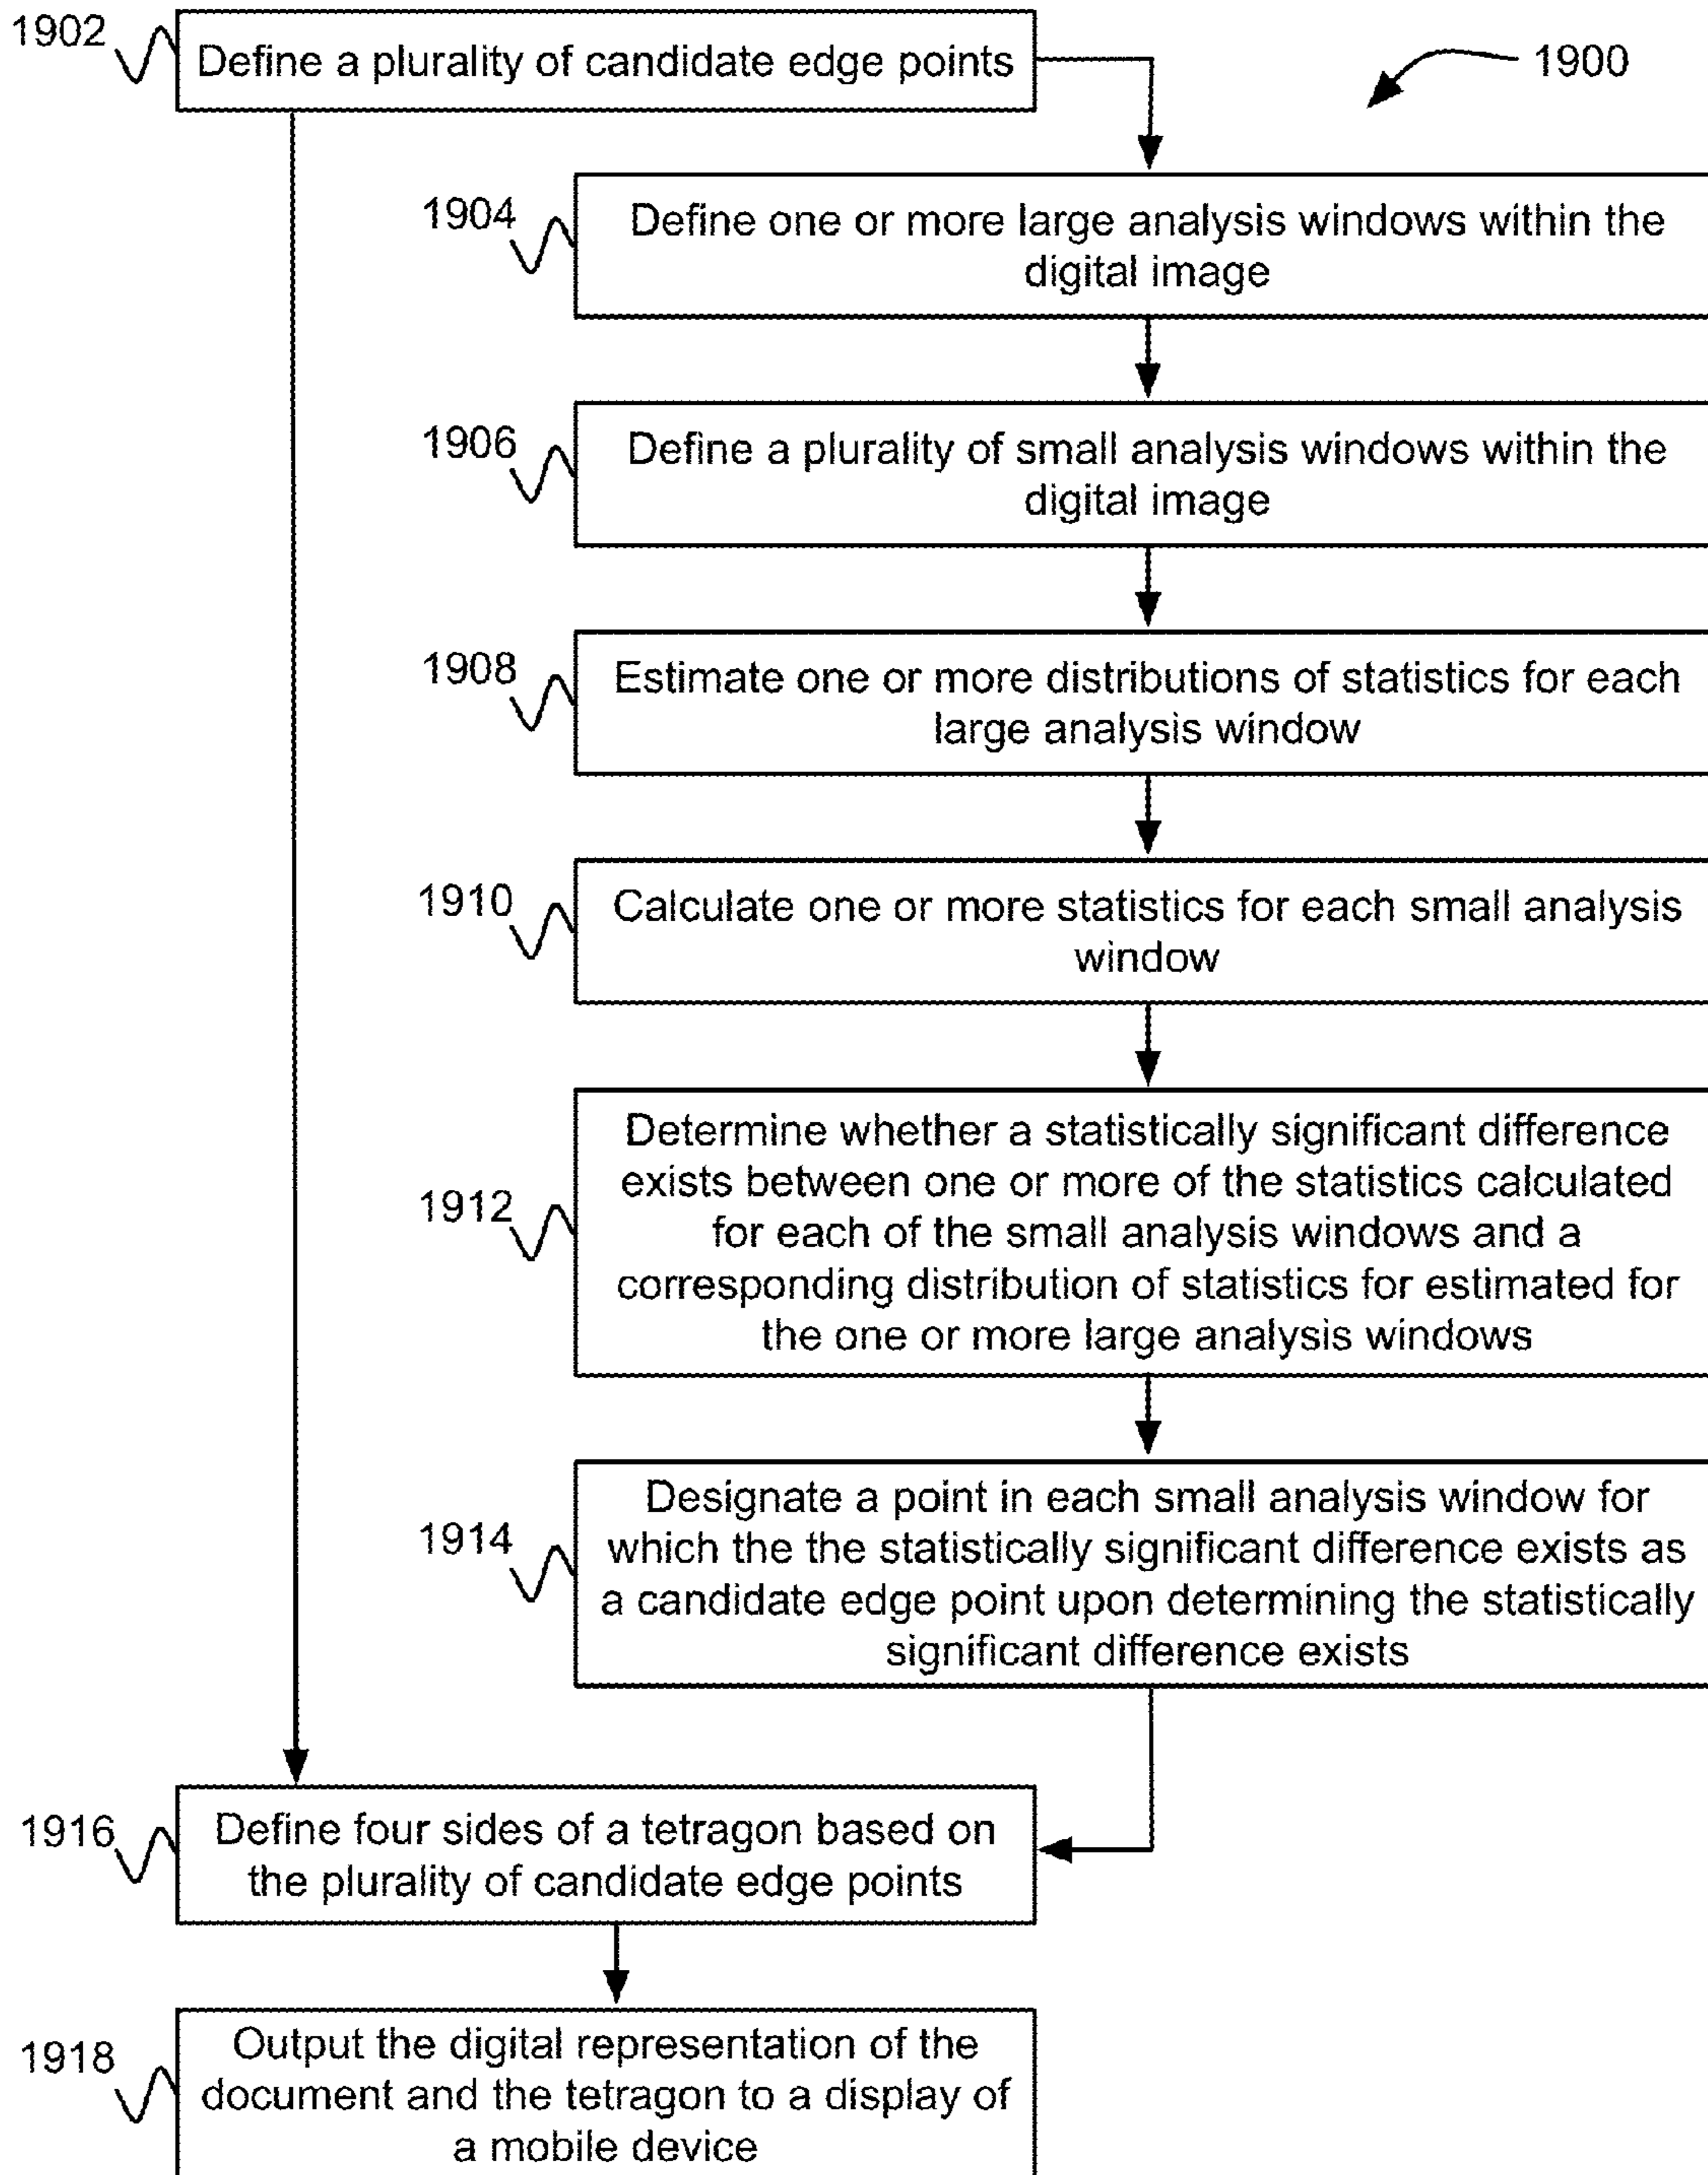 1902
Define a plurality of candidate edge points
1900
1904
Define one or more large analysis windows within the
digital image
1906
Define a plurality of small analysis windows within the
digital image
1908
Estimate one or more distributions of statistics for each
large analysis window
1910
Calculate one or more statistics for each small analysis
window
1912
Determine whether a statistically significant difference
exists between one or more of the statistics calculated
for each of the small analysis windows and a
corresponding distribution of statistics for estimated for
the one or more large analysis windows
1914
Designate a point in each small analysis window for
which the the statistically significant difference exists as
a candidate edge point upon determining the statistically
significant difference exists
1916
Define four sides of a tetragon based on
the plurality of candidate edge points
1918
Output the digital representation of the
document and the tetragon to a display of
a mobile device